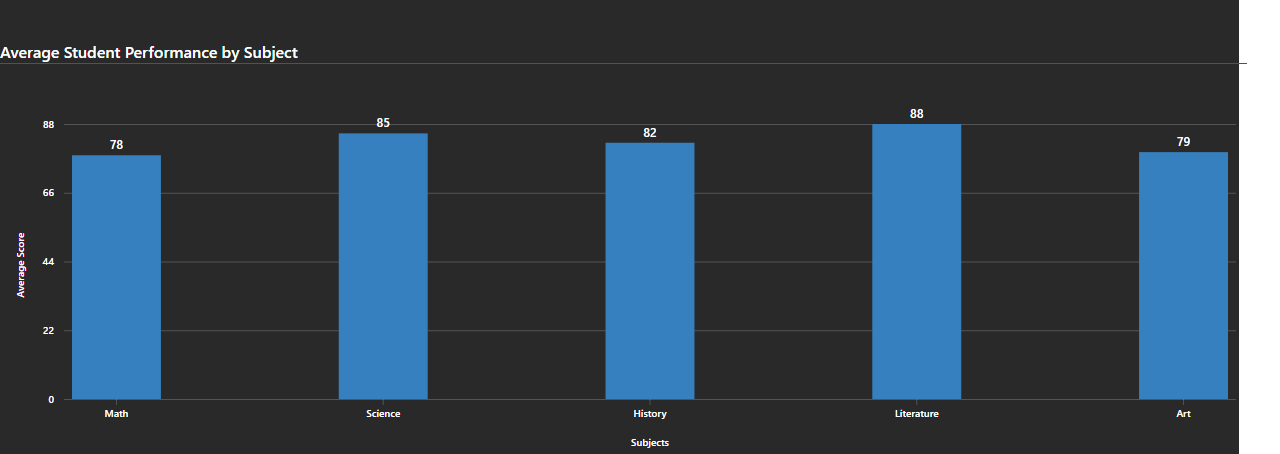 Average Student Performance by Subject
88
66
44
22
0
Average Score
78
85
82
88
79
Math
Science
History
Literature
Art
Subjects